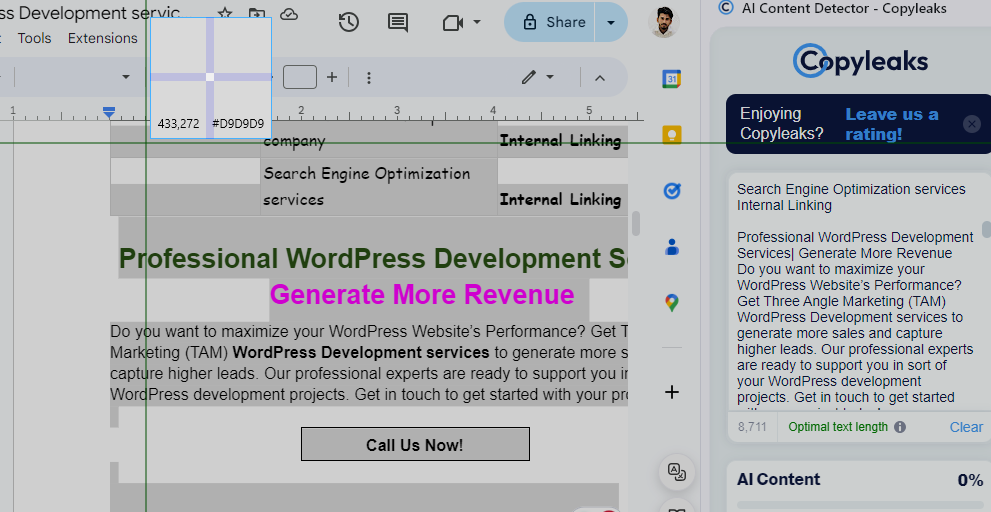 ss Development servic
Tools Extensions
Share
1 2 3 4 5
433,272 #D9D9D9
company Internal Linking
Search Engine Optimization
services Internal Linking
Professional WordPress Development S
Generate More Revenue
Do you want to maximize your WordPress Website's Performance? Get T
Marketing (TAM) WordPress Development services to generate more s
capture higher leads. Our professional experts are ready to support you in
WordPress development projects. Get in touch to get started with your pro
Call Us Now!
31
AI Content Detector - Copyleaks
Copyleaks
Enjoying
Copyleaks?
Leave us a
rating!
Search Engine Optimization services
Internal Linking
Professional WordPress Development
Services| Generate More Revenue
Do you want to maximize your
WordPress Website's Performance?
Get Three Angle Marketing (TAM)
WordPress Development services to
generate more sales and capture
higher leads. Our professional experts
are ready to support you in sort of
your WordPress development
projects. Get in touch to get started
8,711 Optimal text length Clear
AI Content 0%